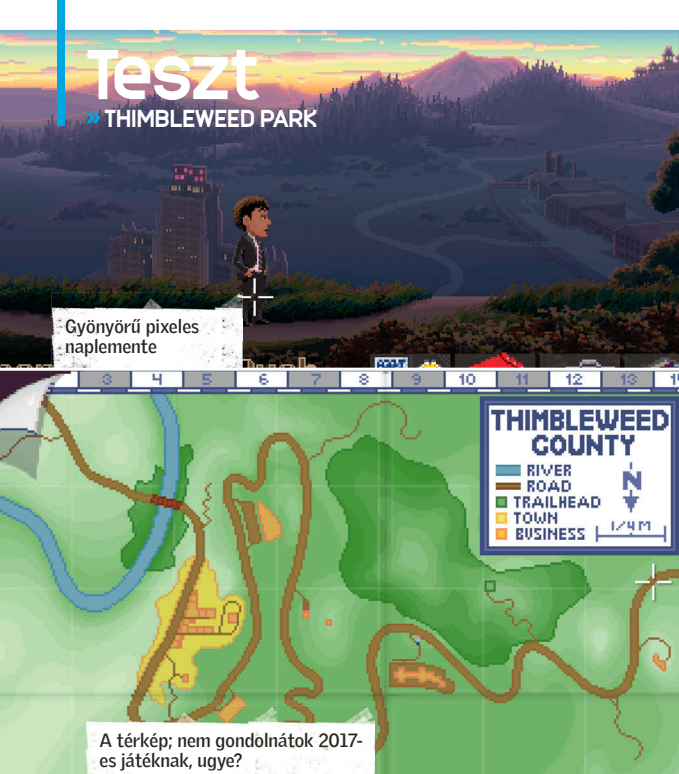 Teszt
» THIMBLEWEED PARK
Gyönyörű pixeles
naplemente
3 4 5 6 7 8 9 10 11 12 13
THIMBLEWEED
COUNTY
RIVER
ROAD
TRAILHEAD
TOWN
BUSINESS
N
1/4 M
A térkép; nem gondolnátok 2017-
es játéknak, ugye?